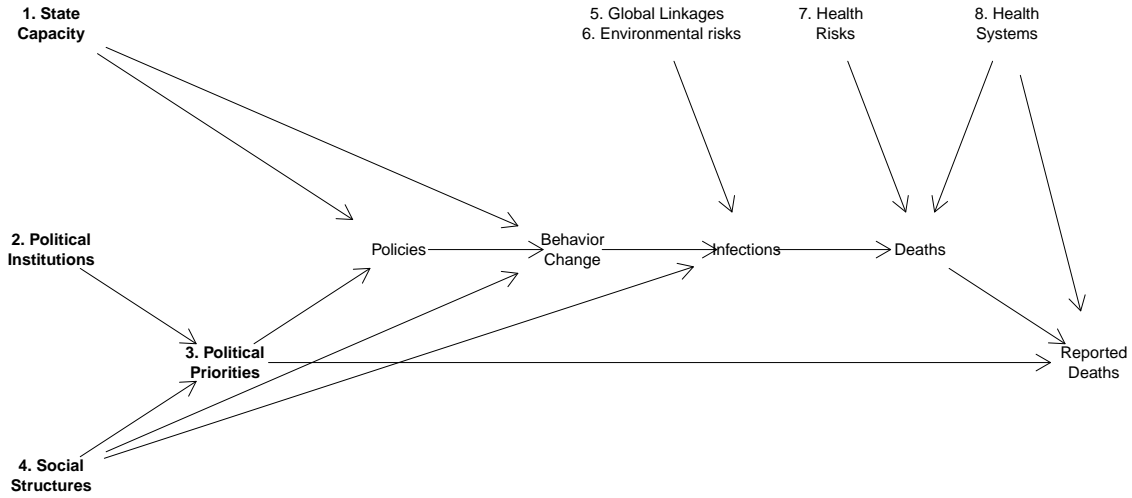 1. State
Capacity
5. Global Linkages
6. Environmental risks
7. Health
Risks
8. Health
Systems
2. Political
Institutions
Policies
Behavior
Change
Infections
Deaths
3. Political
Priorities
Reported
Deaths
4. Social
Structures